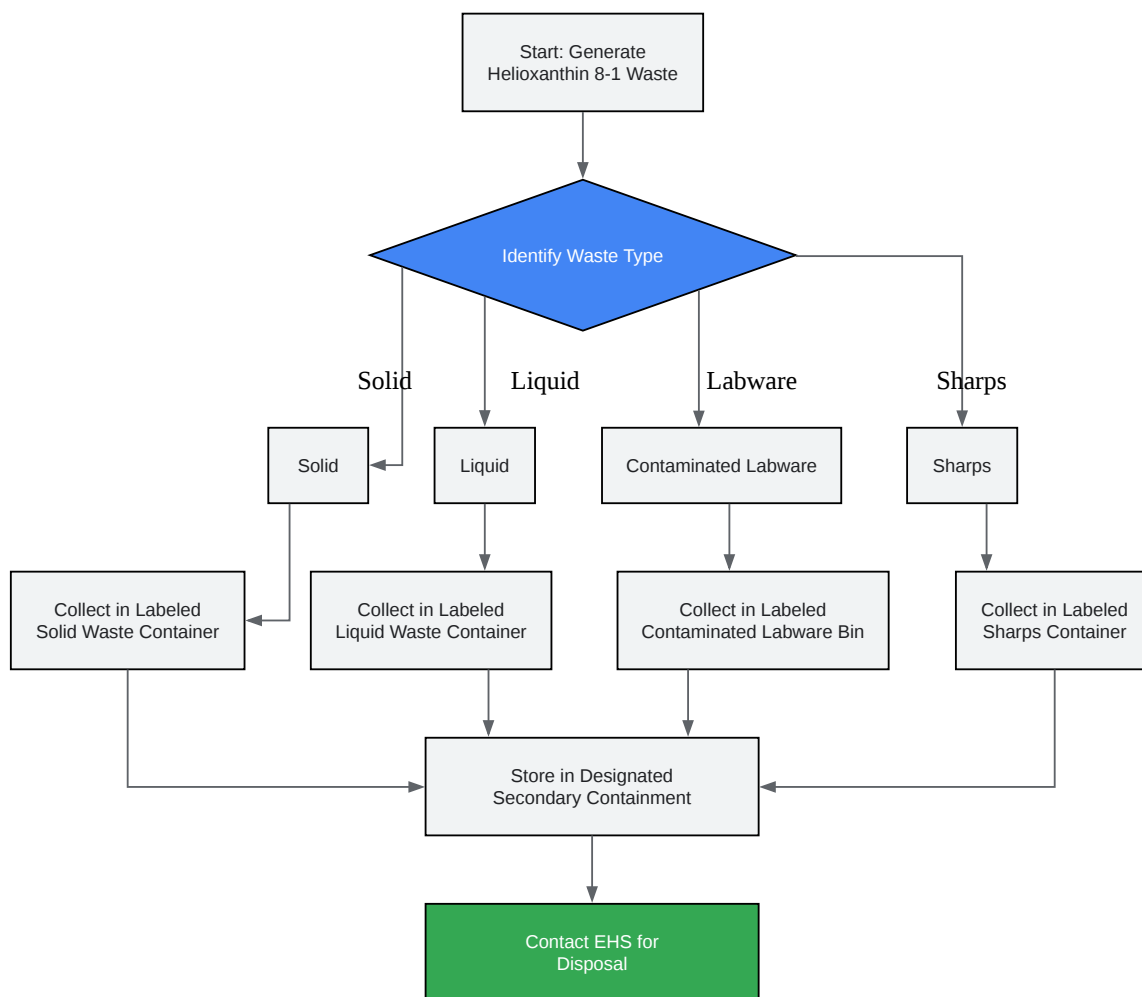 Start: Generate
Helioxanthin 8-1 Waste
Identify Waste Type
Solid
Liquid
Labware
Sharps
Solid
Liquid
Contaminated Labware
Sharps
Collect in Labeled
Solid Waste Container
Collect in Labeled
Liquid Waste Container
Collect in Labeled
Contaminated Labware Bin
Collect in Labeled
Sharps Container
Store in Designated
Secondary Containment
Contact EHS for
Disposal